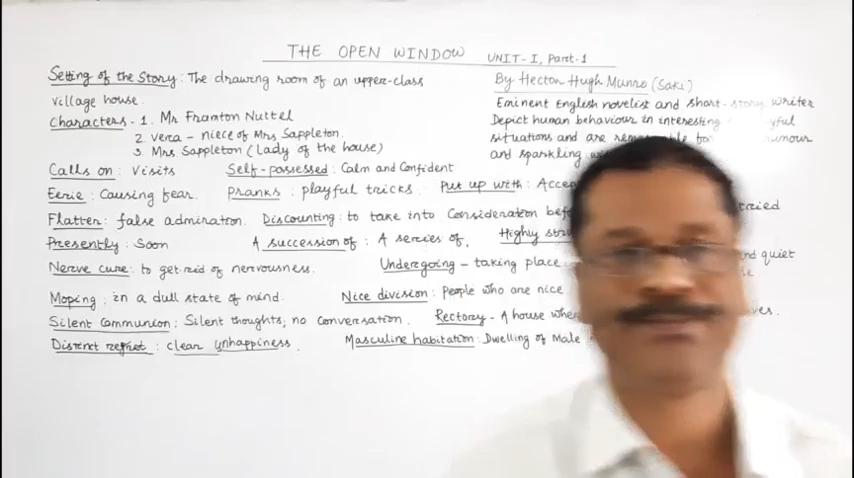 THE OPEN WINDOW UNIT-I, Part-1
Setting of the Story: The drawing room of an upper-class
village house.
Characters - 1. Mr Framton Nuttel
2. Vera - niece of Mrs Sappleton.
3. Mrs Sappleton (Lady of the house)
By Hector Hugh Munro (Saki)
Eminent English novelist and short-story writer
Depict human behaviour in interesting
situations and are humour
and sparkling
Calls on: Visits Self-possessed: Calm and Confident
Eerie: Causing fear. Pranks: playful tricks. Put up with:
Flatter: false admiration. Discounting: to take into Consideration
Presently: Soon A succession of: A series of. Highly
Nerve cure: to get rid of nervousness. Undergoing - taking place and quiet
Moping: in a dull state of mind. Nice division: people who are nice
Silent Communion: Silent thoughts; no conversation. Rectory - A house
Distinct regret: clear unhappiness. Masculine habitation: Dwelling of Male